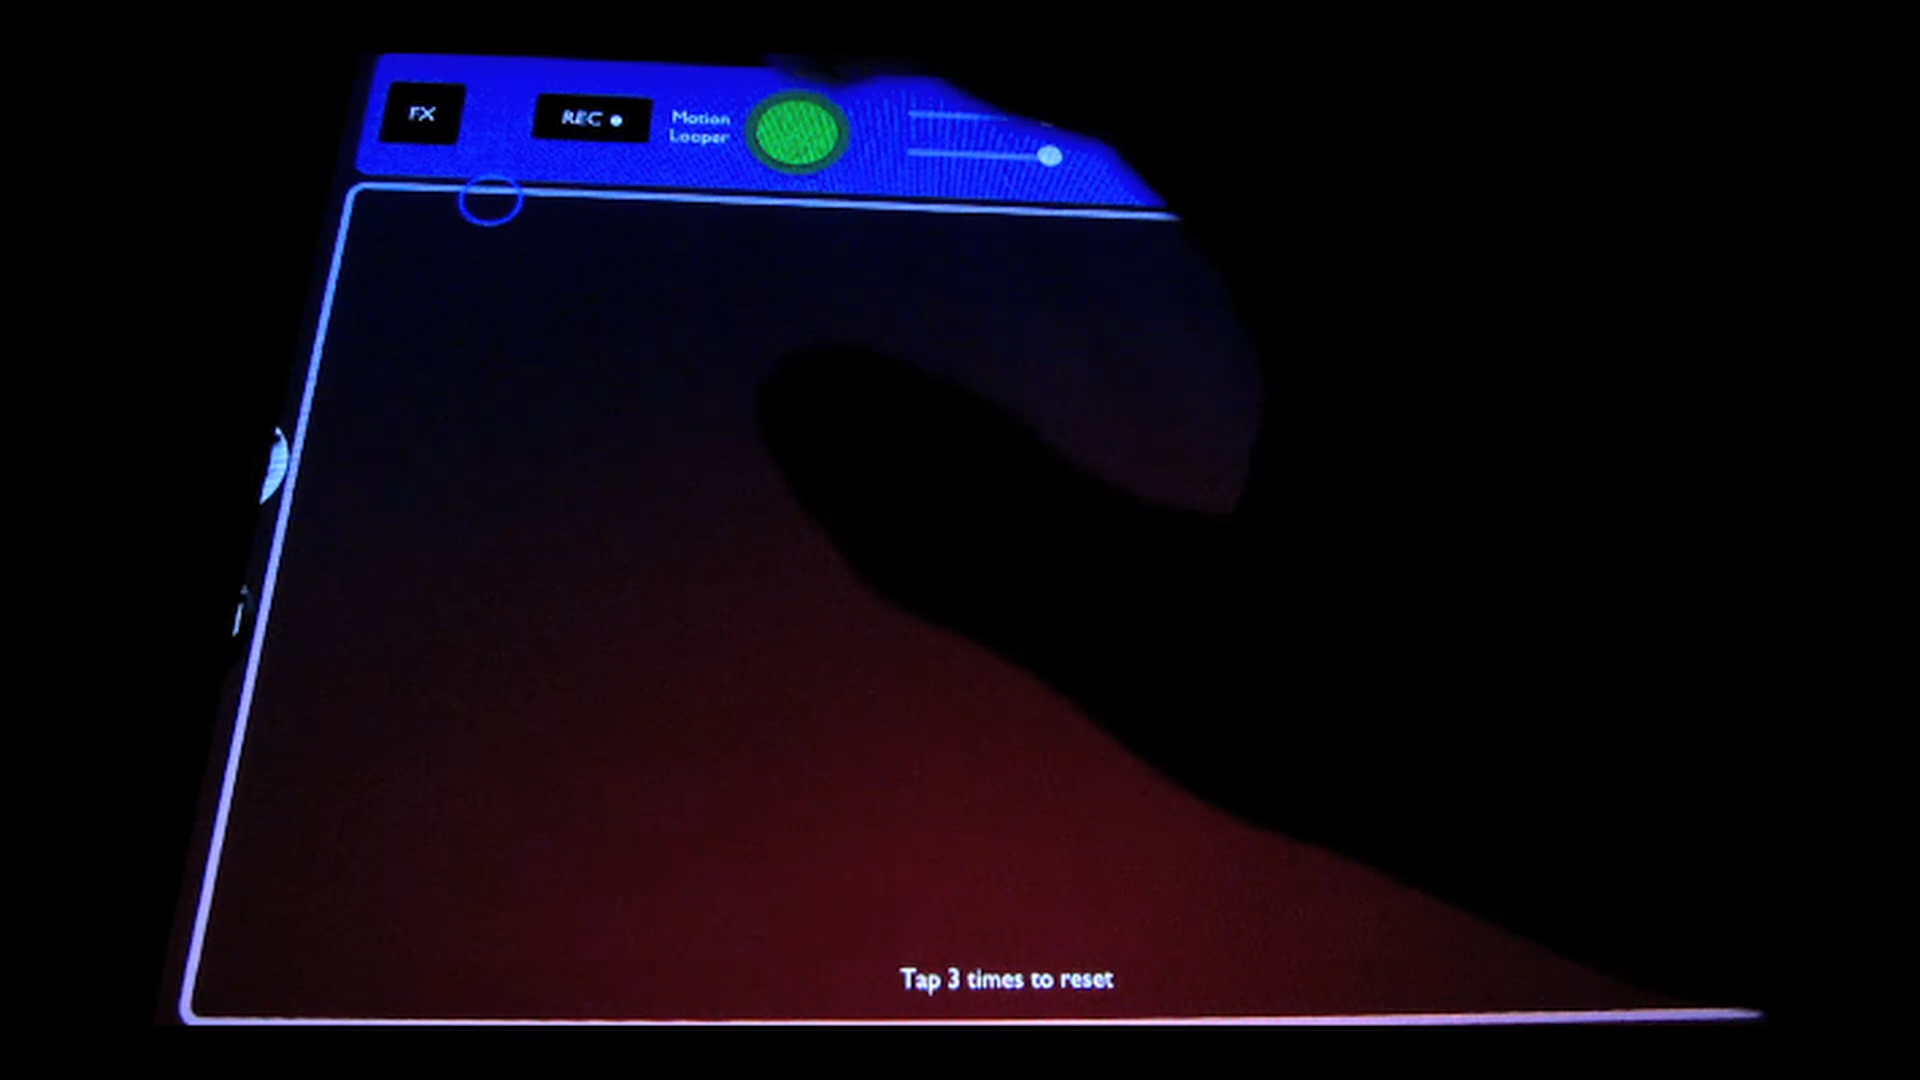 FX
REC
Motion
Looper
Tap 3 times to reset